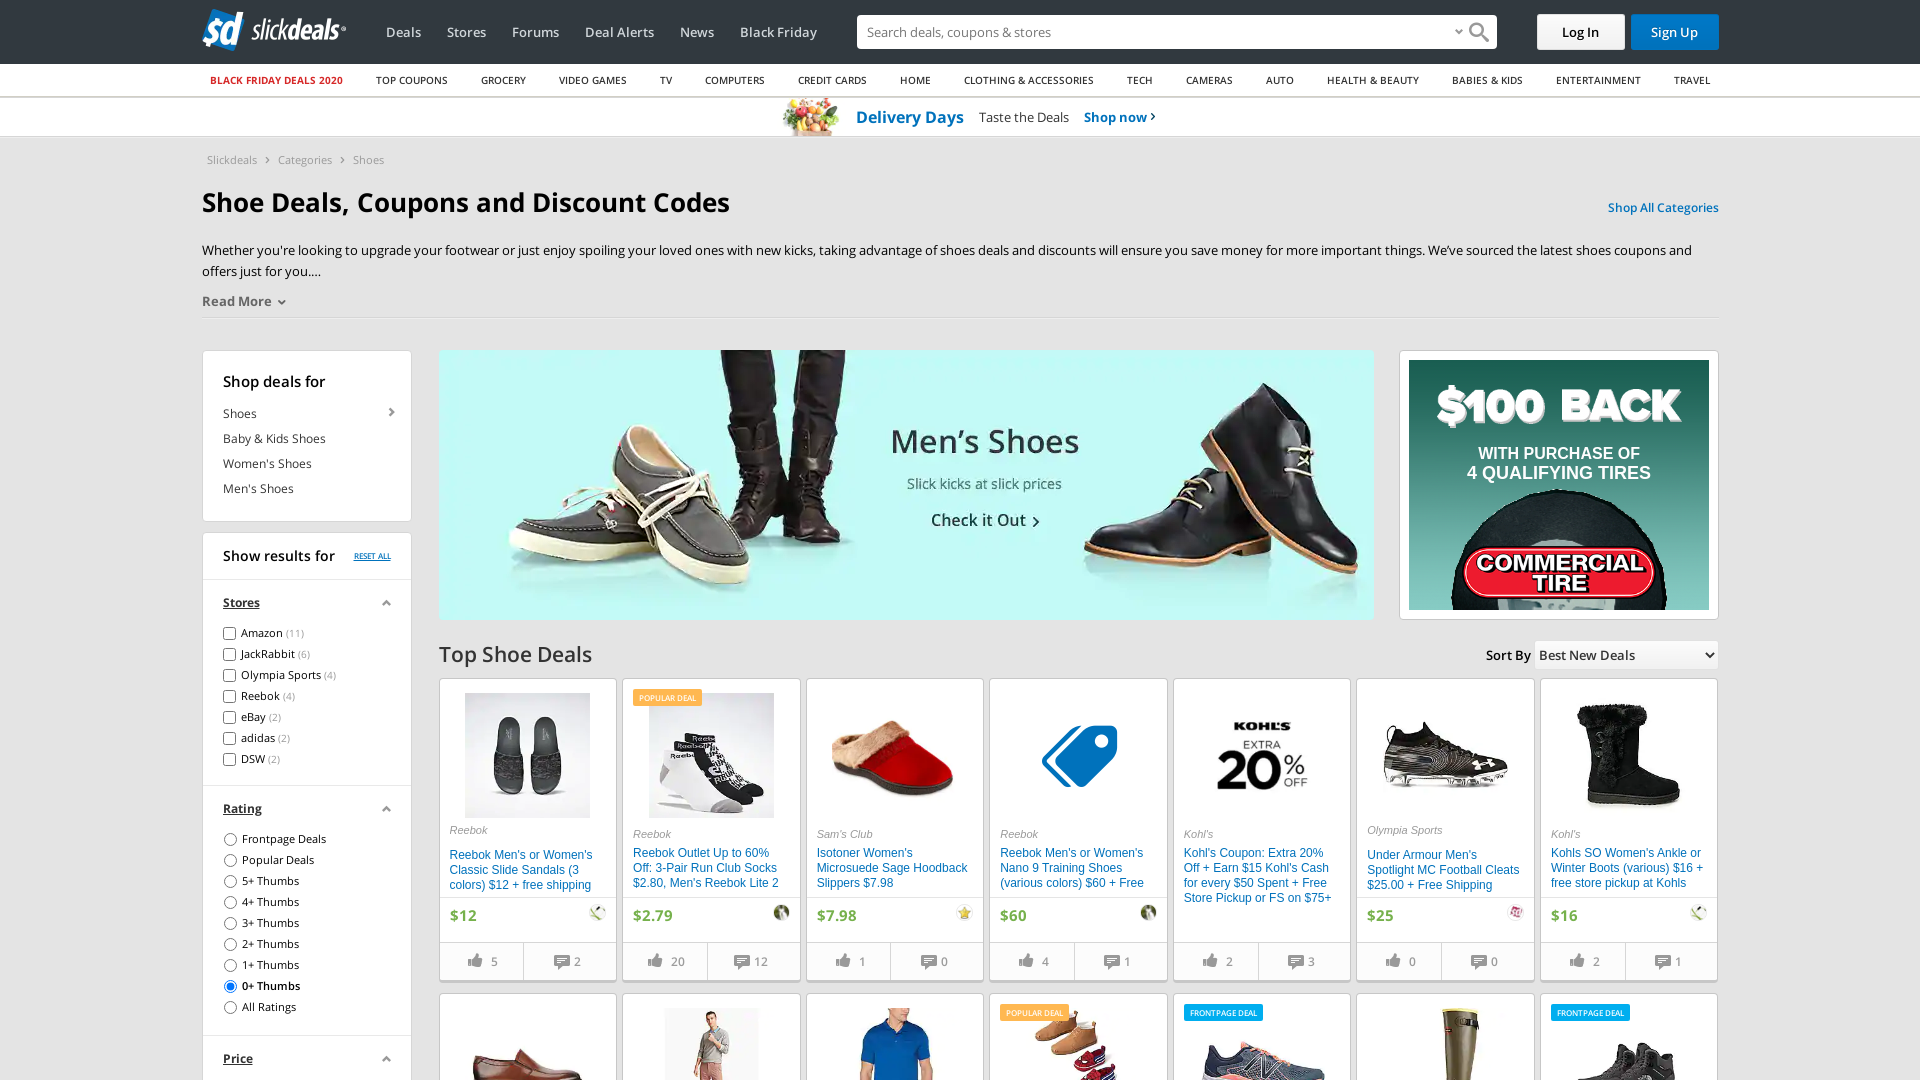 slickdeals
Deals
Stores
Forums
Deal Alerts
News
Black Friday
Search deals, coupons & stores
Log In
Sign Up
BLACK FRIDAY DEALS 2020
TOP COUPONS
GROCERY
VIDEO GAMES
TV
COMPUTERS
CREDIT CARDS
HOME
CLOTHING & ACCESSORIES
TECH
CAMERAS
AUTO
HEALTH & BEAUTY
BABIES & KIDS
ENTERTAINMENT
TRAVEL
Delivery Days Taste the Deals Shop now
Slickdeals > Categories > Shoes
Shoe Deals, Coupons and Discount Codes
Shop All Categories
Whether you're looking to upgrade your footwear or just enjoy spoiling your loved ones with new kicks, taking advantage of shoes deals and discounts will ensure you save money for more important things. We’ve sourced the latest shoes coupons and
offers just for you....
Read More
Shop deals for
Shoes
Baby & Kids Shoes
Women's Shoes
Men's Shoes
Show results for
RESET ALL
Stores
Amazon (11)
JackRabbit (6)
Olympia Sports (4)
Reebok (4)
eBay (2)
adidas (2)
DSW (2)
Rating
Frontpage Deals
Popular Deals
5+ Thumbs
4+ Thumbs
3+ Thumbs
2+ Thumbs
1+ Thumbs
0+ Thumbs
All Ratings
Price
Men’s Shoes
Slick kicks at slick prices
Check it Out
$100 BACK
WITH PURCHASE OF
4 QUALIFYING TIRES
COMMERCIAL
TIRE
Top Shoe Deals
Sort By Best New Deals
Reebok
Reebok Men's or Women's
Classic Slide Sandals (3
colors) $12 + free shipping
$12
5
2
POPULAR DEAL
Reebok
Reebok Outlet Up to 60%
Off: 3-Pair Run Club Socks
$2.80, Men's Reebok Lite 2
$2.79
20
12
Sam's Club
Isotoner Women's
Microsuede Sage Hoodback
Slippers $7.98
$7.98
1
0
Reebok
Reebok Men's or Women's
Nano 9 Training Shoes
(various colors) $60 + Free
$60
4
1
KOHL'S
EXTRA
20% OFF
Kohl's
Kohl's Coupon: Extra 20%
Off + Earn $15 Kohl's Cash
for every $50 Spent + Free
Store Pickup or FS on $75+
2
3
Olympia Sports
Under Armour Men's
Spotlight MC Football Cleats
$25.00 + Free Shipping
$25
0
0
Kohl's
Kohls SO Women's Ankle or
Winter Boots (various) $16 +
free store pickup at Kohls
$16
2
1
POPULAR DEAL
FRONTPAGE DEAL
FRONTPAGE DEAL